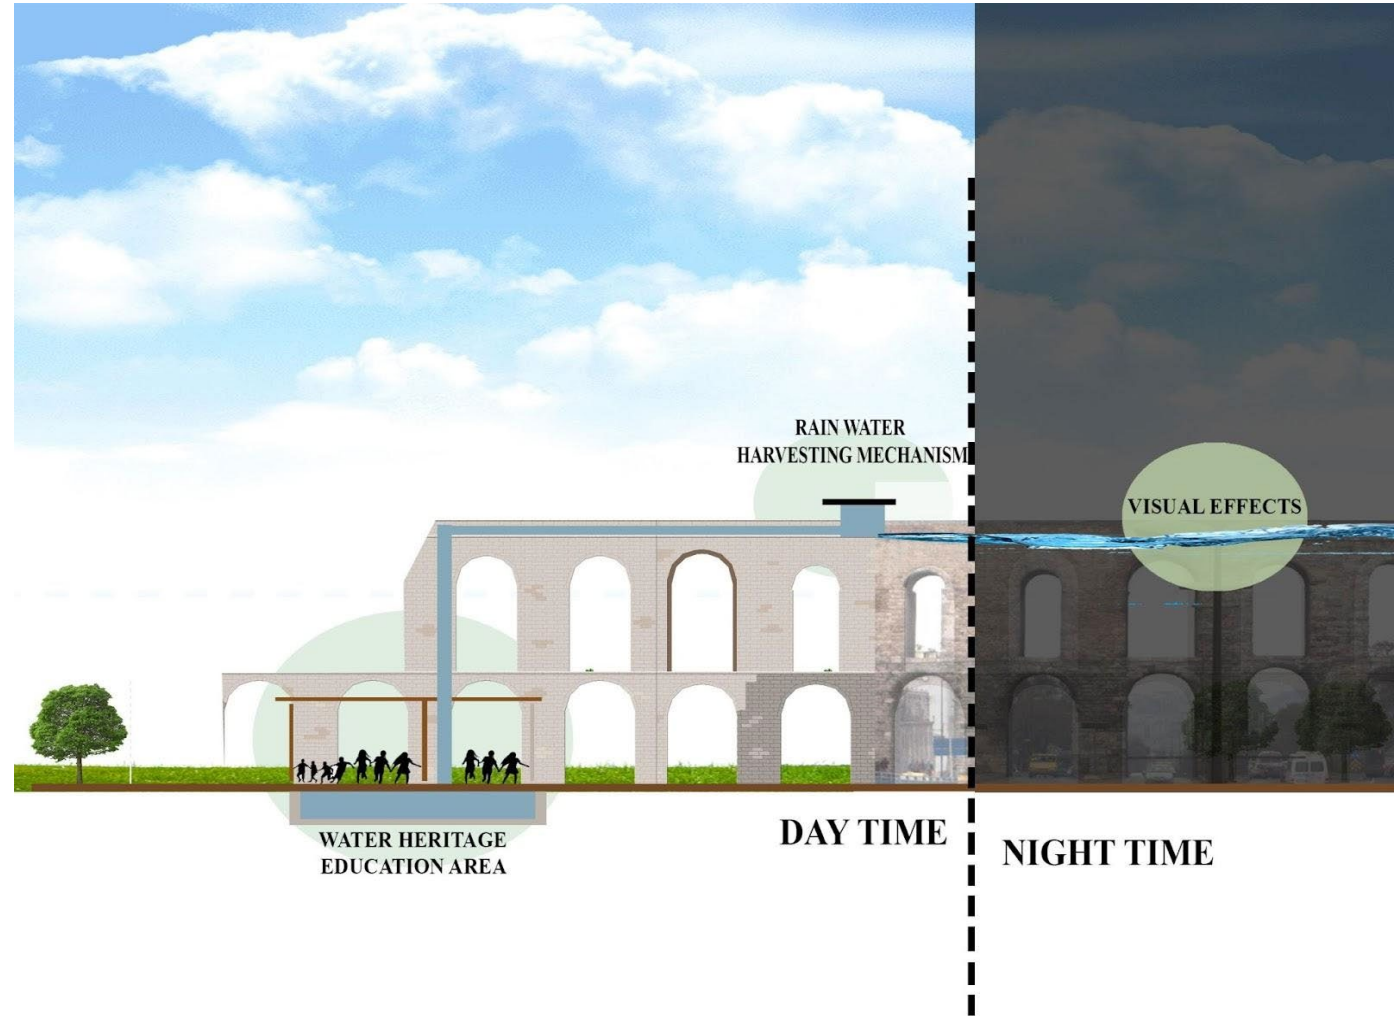 RAIN WATER
HARVESTING MECHANISM
VISUAL EFFECTS
WATER HERITAGE
EDUCATION AREA
DAY TIME
NIGHT TIME